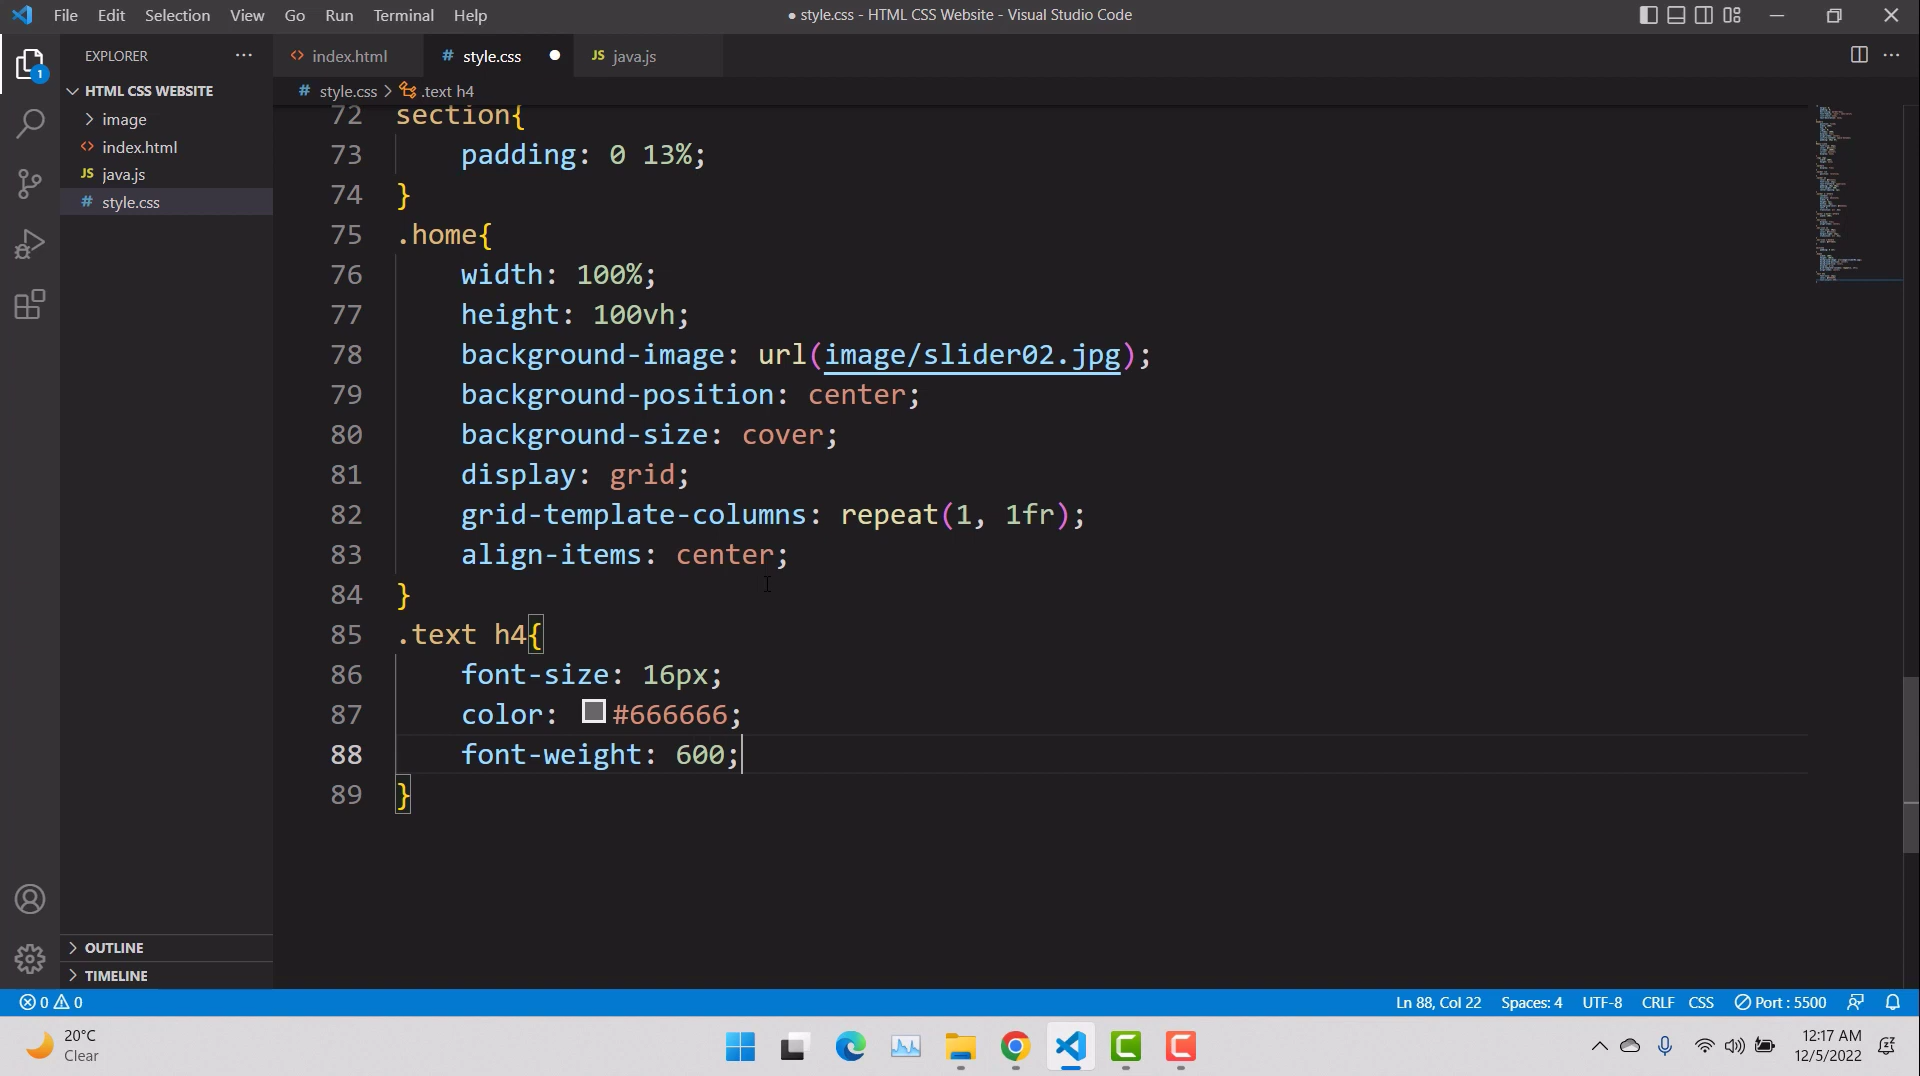 File Edit Selection View Go Run Terminal Help
● style.css - HTML CSS Website - Visual Studio Code
EXPLORER ···
HTML CSS WEBSITE
image
<> index.html
JS java.js
# style.css
OUTLINE
TIMELINE
1
<> index.html
# style.css ●
JS java.js
# style.css > .text h4
72 section{
73 padding: 0 13%;
74 }
75 .home{
76 width: 100%;
77 height: 100vh;
78 background-image: url(image/slider02.jpg);
79 background-position: center;
80 background-size: cover;
81 display: grid;
82 grid-template-columns: repeat(1, 1fr);
83 align-items: center;
84 }
85 .text h4{
86 font-size: 16px;
87 color: #666666;
88 font-weight: 600;
89 }
0 0
Ln 88, Col 22 Spaces: 4 UTF-8 CRLF CSS Port : 5500
20°C
Clear
12:17 AM
12/5/2022